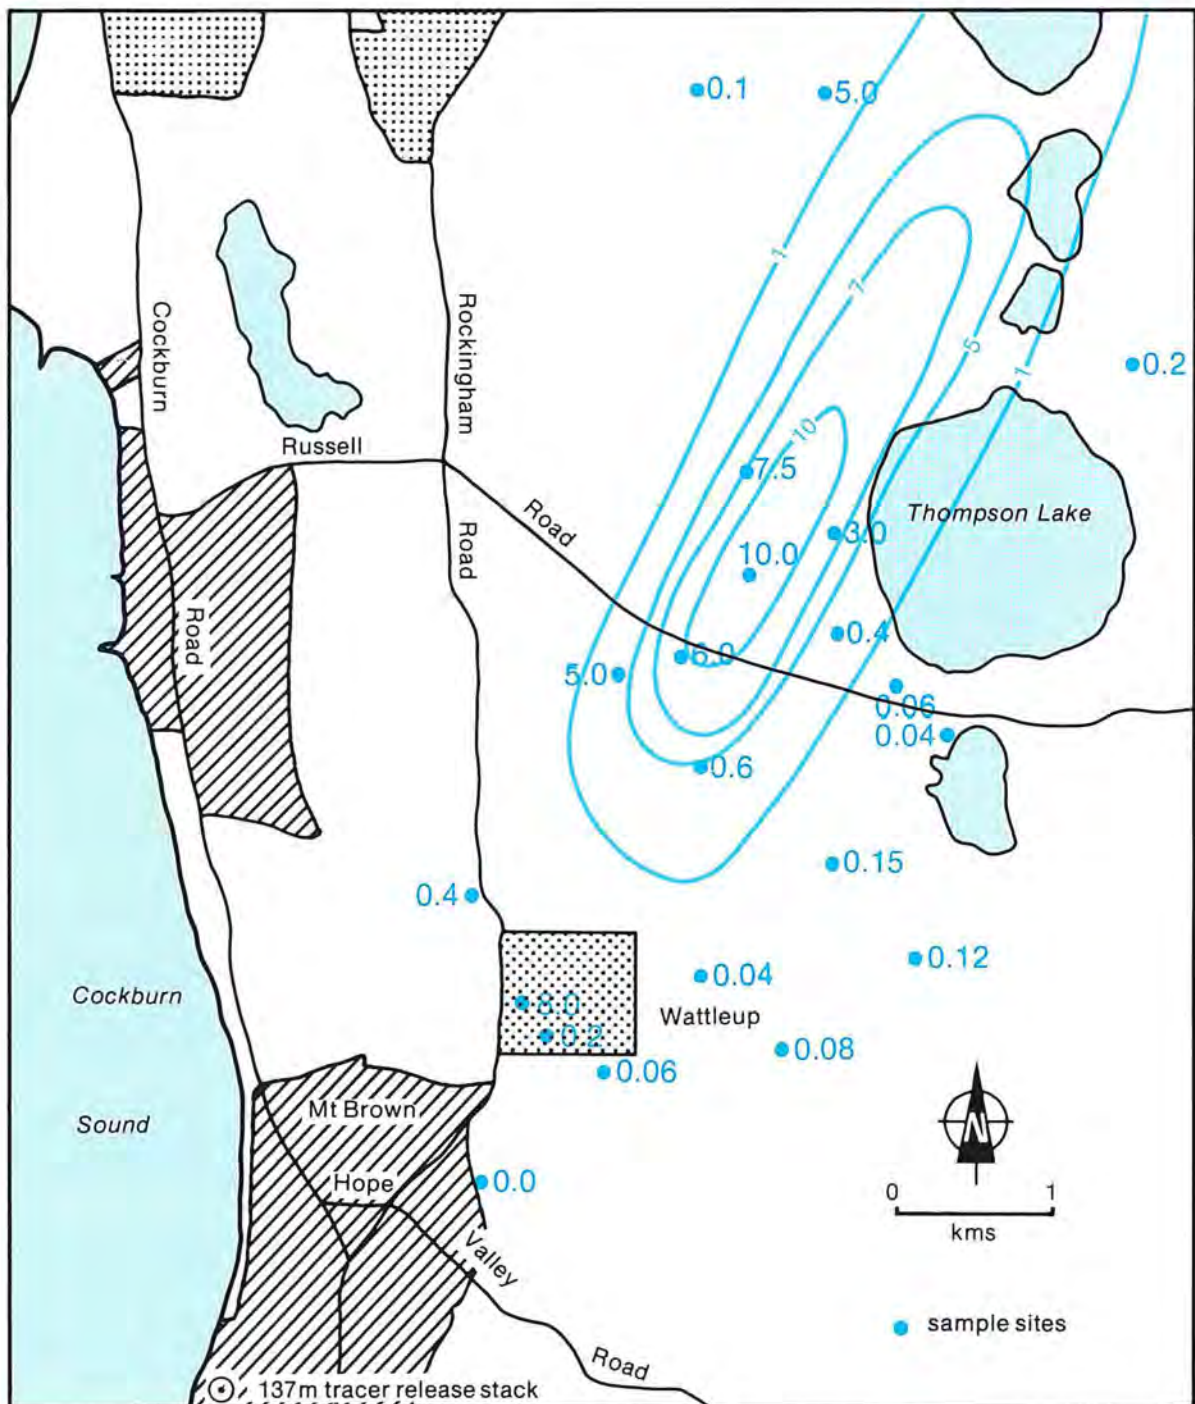 0.1
5.0
1
7
5
1
0.2
Cockburn
Road
Rockingham
Road
Russell
Road
10
7.5
Thompson Lake
3.0
10.0
0.4
6.0
5.0
0.06
0.04
0.6
0.15
0.4
0.12
0.04
Cockburn
Sound
8.0
Wattleup
0.2
0.08
0.06
Mt Brown
N
Hope
0.0
0 1
kms
Valley
Road
sample sites
137m tracer release stack